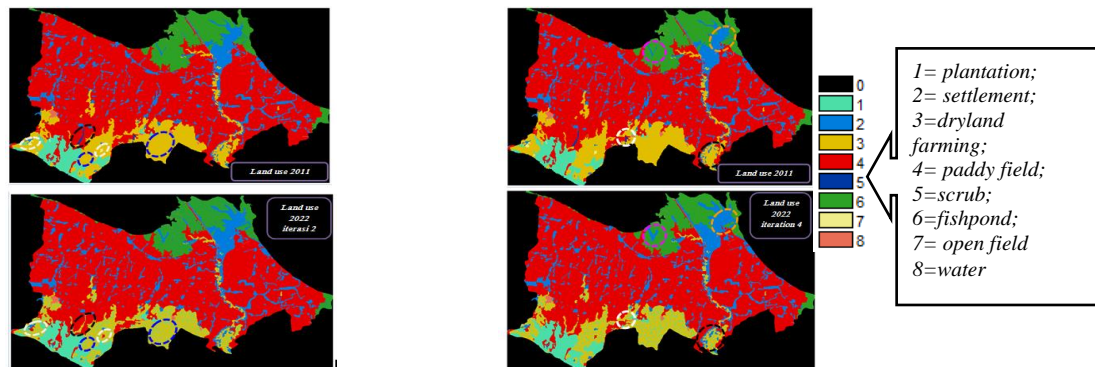 Land use 2011
Land use
2022
iterasi 2
Land use 2011
Land use
2022
iteration 4
0
1
2
3
4
5
6
7
8
1= plantation;
2= settlement;
3=dryland
farming;
4= paddy field;
5=scrub;
6=fishpond;
7= open field
8=water